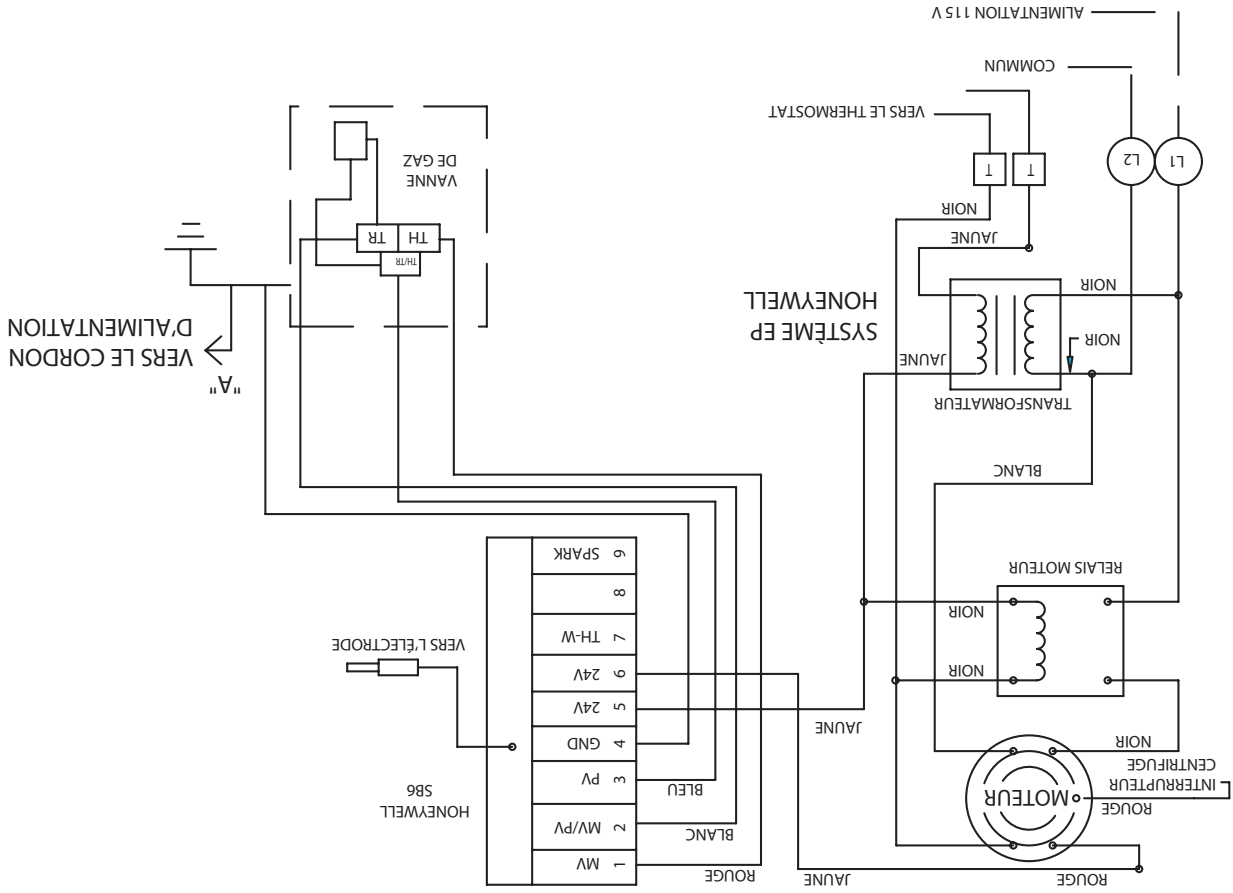 ROUGE
JAUNE
ROUGE
INTERRUPTEUR
CENTRIFUGE
ROUGE
NOIR
MOTEUR
JAUNE
NOIR
NOIR
RELAIS MOTEUR
BLANC
TRANSFORMATEUR
NOIR
NOIR
JAUNE
SYSTÈME EP
HONEYWELL
JAUNE
NOIR
L1
L2
T
T
VERS LE THERMOSTAT
COMMUN
ALIMENTATION 115 V
1 MV
2 MV/PV
3 PV
4 GND
5 24V
6 24V
7 TH-W
8
9 SPARK
BLANC
BLEU
HONEYWELL
S86
VERS L'ÉLECTRODE
"A"
VERS LE CORDON
D'ALIMENTATION
TH/TR
TH
TR
VANNE
DE GAZ